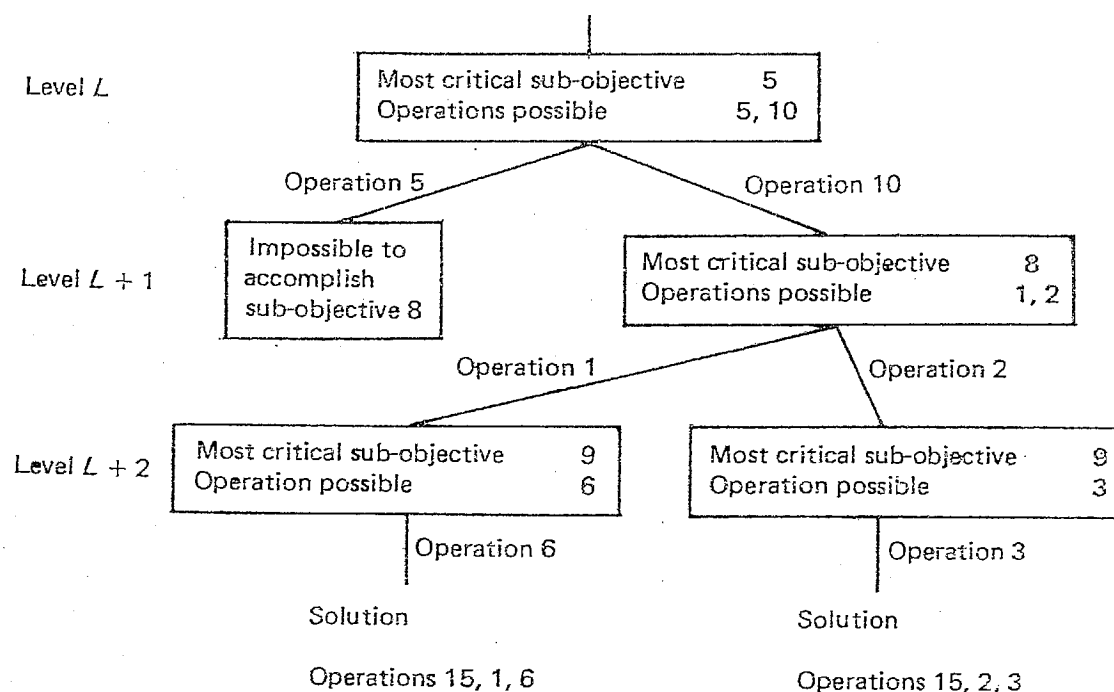 Level L
Most critical sub-objective 5
Operations possible 5, 10
Operation 5
Operation 10
Level L + 1
Impossible to
accomplish
sub-objective 8
Most critical sub-objective 8
Operations possible 1, 2
Operation 1
Operation 2
Level L + 2
Most critical sub-objective 9
Operation possible 6
Most critical sub-objective 9
Operation possible 3
Operation 6
Operation 3
Solution
Solution
Operations 15, 1, 6
Operations 15, 2, 3